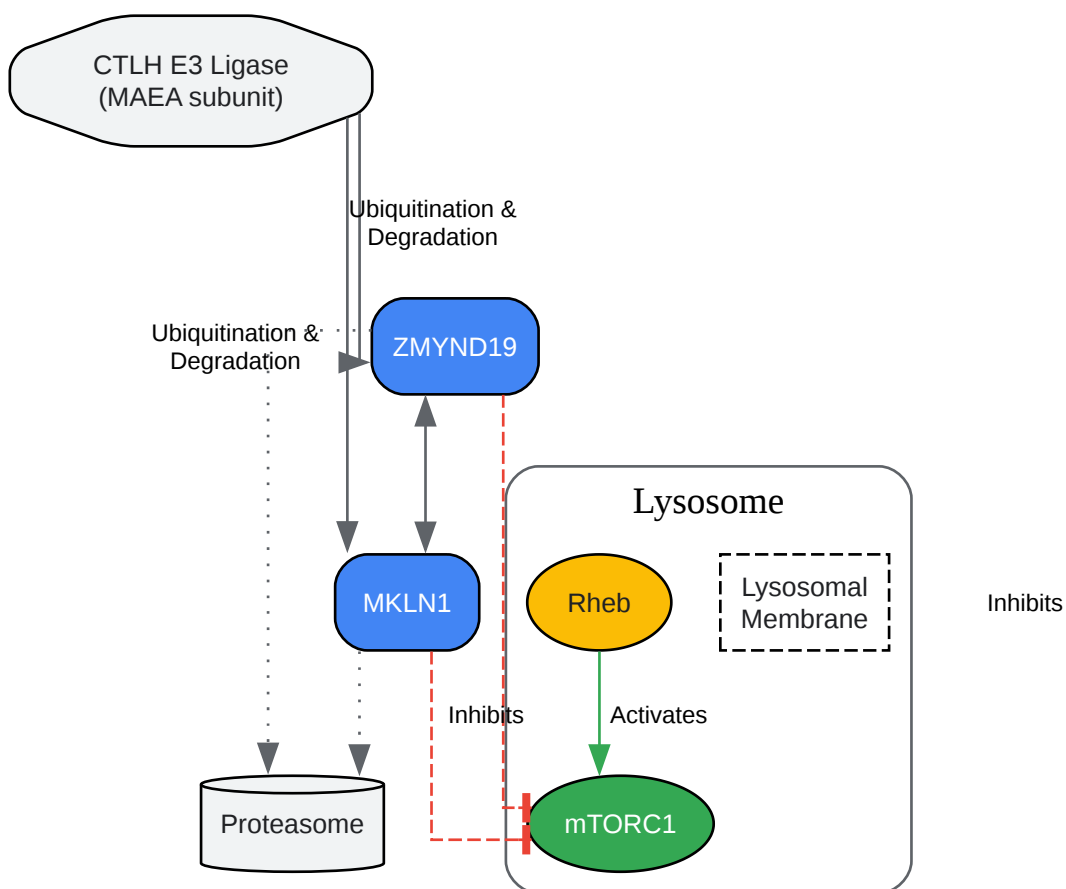 CTLH E3 Ligase
(MAEA subunit)
Ubiquitination &
Degradation
Ubiquitination &
Degradation
ZMYND19
Lysosome
MKLN1
Rheb
Lysosomal
Membrane
Inhibits
Inhibits
Activates
Proteasome
mTORC1